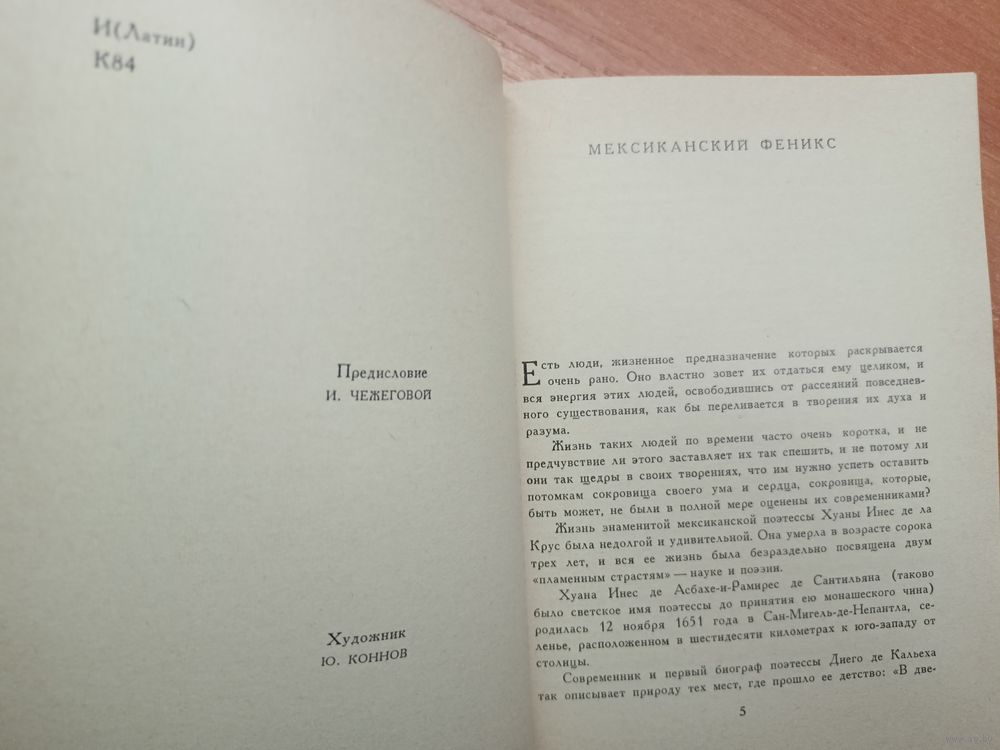 И(Латин)
К84
Предисловие
И. ЧЕЖЕГОВОЙ
Художник
Ю. КОННОВ
МЕКСИКАНСКИЙ ФЕНИКС
Есть люди, жизненное предназначение которых раскрывается
очень рано. Оно властно зовет их отдаться ему целиком, и
вся энергия этих людей, освободившись от рассеяний повседнев-
ного существования, как бы переливается в творения их духа и
разума.
Жизнь таких людей по времени часто очень коротка, и не
предчувствие ли этого заставляет их так спешить, и не потому ли
они так щедры в своих творениях, что им нужно успеть оставить
потомкам сокровища своего ума и сердца, сокровища, которые,
быть может, не были в полной мере оценены их современниками?
Жизнь знаменитой мексиканской поэтессы Хуаны Инес де ла
Крус была недолгой и удивительной. Она умерла в возрасте сорока
трех лет, и вся ее жизнь была безраздельно посвящена двум
«пламенным страстям» — науке и поэзии.
Хуана Инес де Асбахе-и-Рамирес де Сантильяна (таково
было светское имя поэтессы до принятия ею монашеского чина)
родилась 12 ноября 1651 года в Сан-Мигель-де-Непантла, се-
ленье, расположенном в шестидесяти километрах к юго-западу от
столицы.
Современник и первый биограф поэтессы Диего де Кальеха
так описывает природу тех мест, где прошло ее детство: «В две-
5